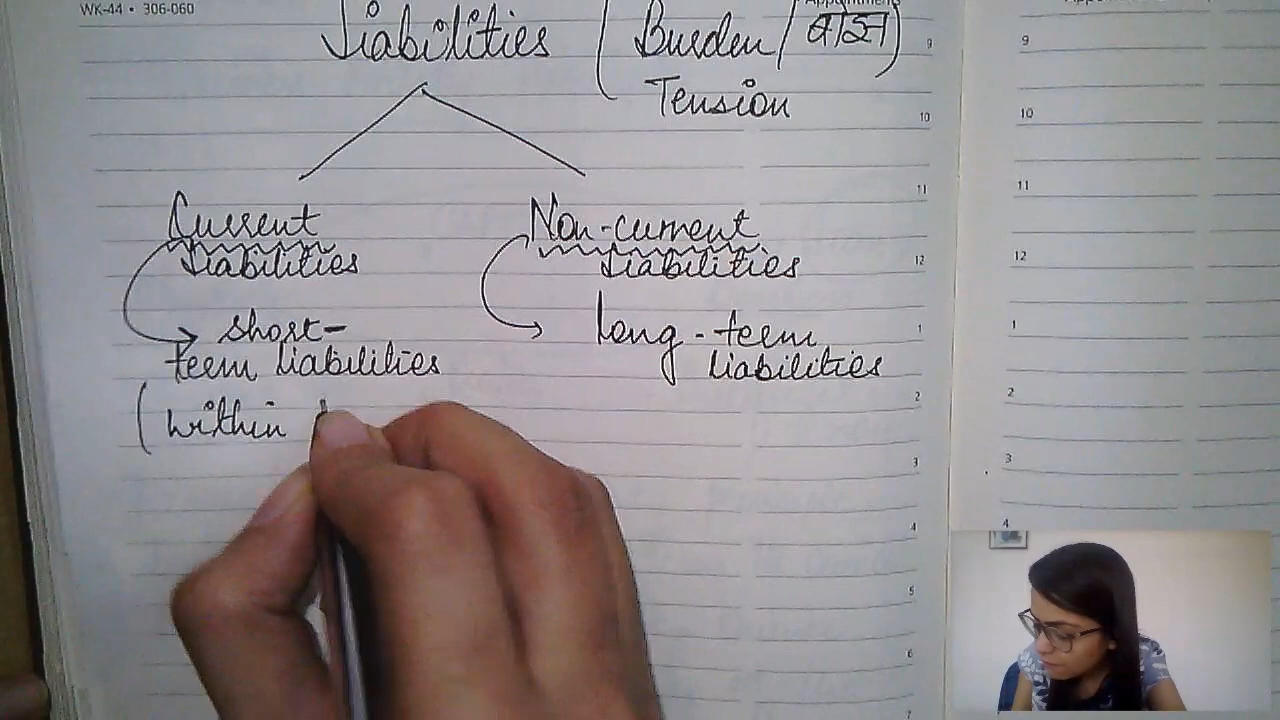 WK-44 • 306-060
Liabilities ( Burden / बोझ )
Tension
Current
Liabilities
Non-current
Liabilities
short-
term liabilities
long-term
liabilities
( within
9
10
11
12
1
2
3
4
5
6
7
9
10
11
12
1
2
3
4